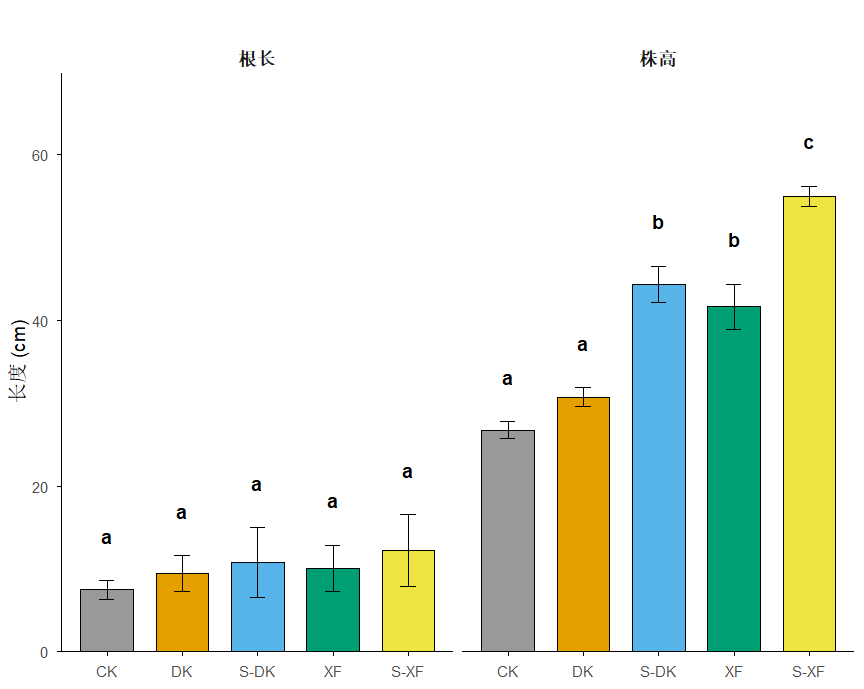 根长
株高
长度 (cm)
60
40
20
0
a
a
a
a
a
a
a
b
b
c
CK
DK
S-DK
XF
S-XF
CK
DK
S-DK
XF
S-XF